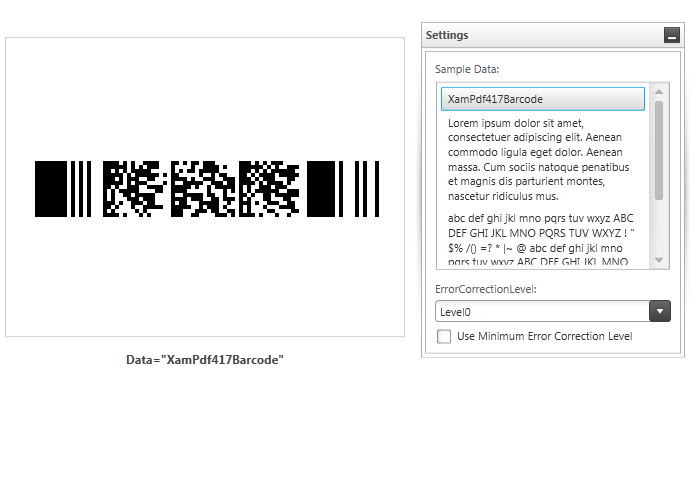 Data="XamPdf417Barcode"
Settings
Sample Data:
XamPdf417Barcode
Lorem ipsum dolor sit amet,
consectetuer adipiscing elit. Aenean
commodo ligula eget dolor. Aenean
massa. Cum sociis natoque penatibus
et magnis dis parturient montes,
nascetur ridiculus mus.
abc def ghi jkl mno pqrs tuv wxyz ABC
DEF GHI JKL MNO PQRS TUV WXYZ ! "
$% /() =? * |~ @ abc def ghi jkl mno
pqrs tuv wxyz ABC DEF GHI JKL MNO
ErrorCorrectionLevel:
Level0
Use Minimum Error Correction Level